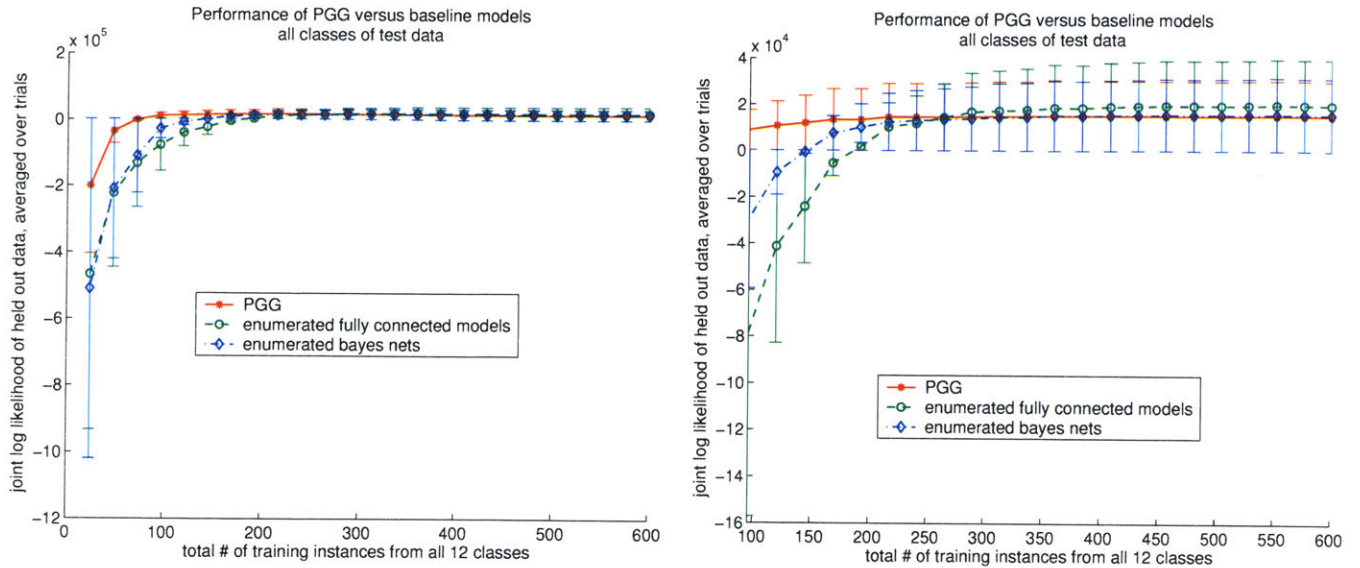 Performance of PGG versus baseline models
all classes of test data
x 10⁵
2
0
−2
−4
−6
−8
−10
−12
0
100
200
300
400
500
600
joint log likelihood of held out data, averaged over trials
total # of training instances from all 12 classes
PGG
enumerated fully connected models
enumerated bayes nets
Performance of PGG versus baseline models
all classes of test data
x 10⁴
4
2
0
−2
−4
−6
−8
−10
−12
−14
−16
100
150
200
250
300
350
400
450
500
550
600
joint log likelihood of held out data, averaged over trials
total # of training instances from all 12 classes
PGG
enumerated fully connected models
enumerated bayes nets